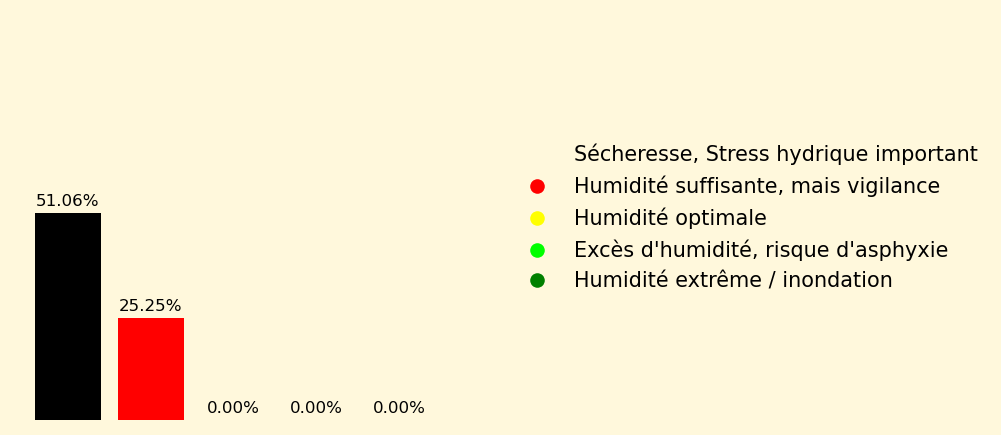 51.06%
25.25%
0.00%
0.00%
0.00%
Sécheresse, Stress hydrique important
Humidité suffisante, mais vigilance
Humidité optimale
Excès d'humidité, risque d'asphyxie
Humidité extrême / inondation